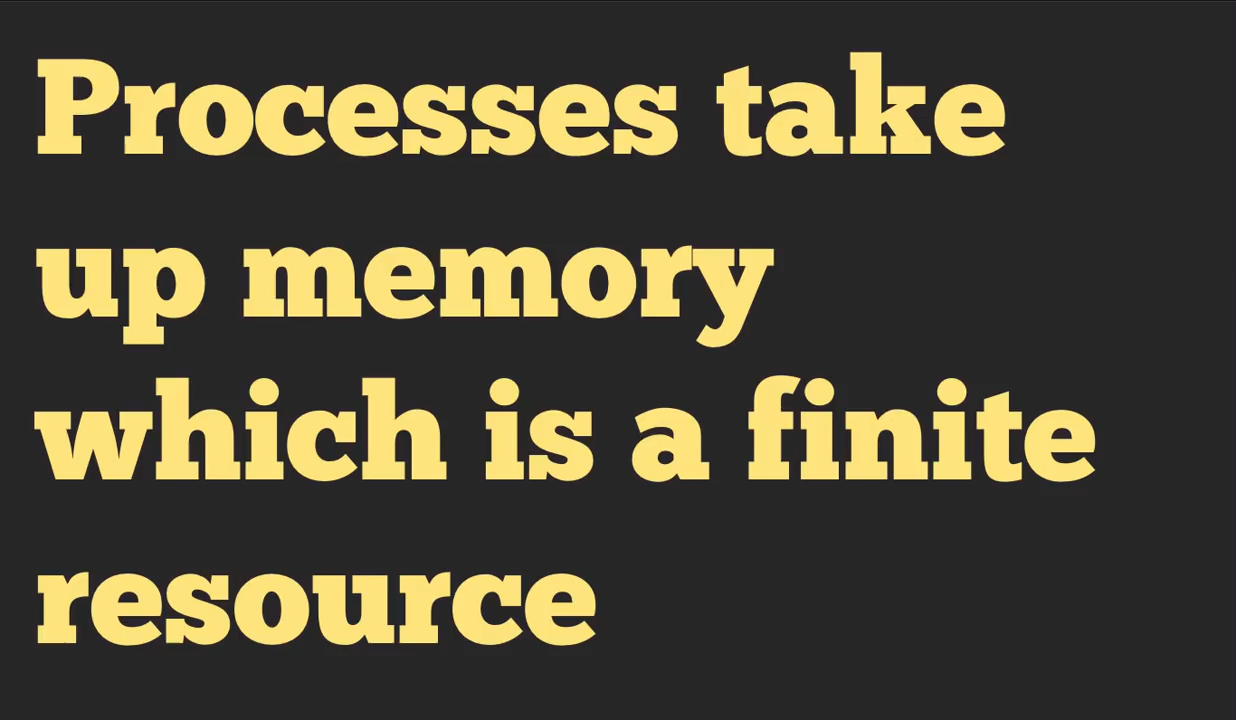 Processes take
up memory
which is a finite
resource